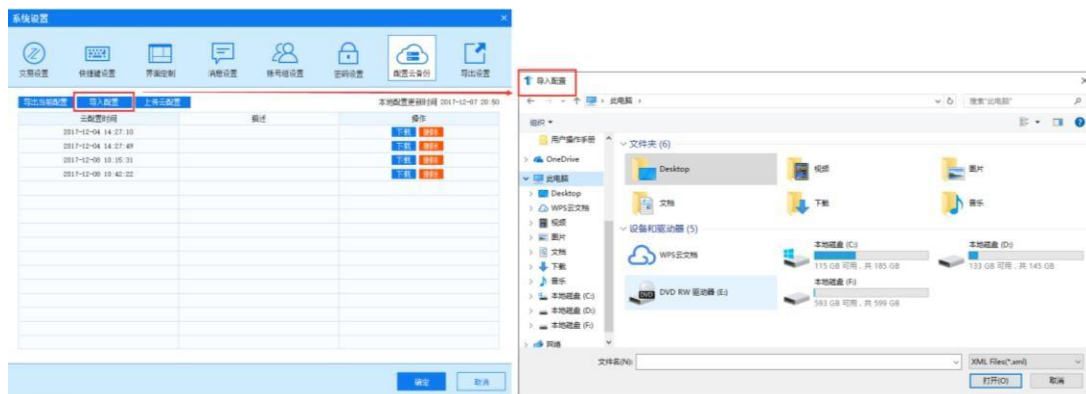 系统设置
×
交易设置 快捷键设置 界面定制 消息设置 账号组设置 密码设置 配置云备份 导出设置
导出当前配置 导入配置 上传云配置 本地配置更新时间 2017-12-07 20:50
云配置时间 描述 操作
2017-12-04 14:27:10 下载 删除
2017-12-04 14:27:49 下载 删除
2017-12-08 10:15:31 下载 删除
2017-12-08 10:42:22 下载 删除
确定 取消
导入配置
此电脑
搜索"此电脑"
组织
用户操作手册
OneDrive
此电脑
Desktop
WPS云文档
视频
图片
文档
下载
音乐
本地磁盘 (C:)
本地磁盘 (D:)
本地磁盘 (F:)
网络
文件夹 (6)
Desktop 视频 图片
文档 下载 音乐
设备和驱动器 (5)
WPS云文档
本地磁盘 (C:)
115 GB 可用，共 185 GB
本地磁盘 (D:)
133 GB 可用，共 145 GB
DVD RW 驱动器 (E:)
DVD
本地磁盘 (F:)
593 GB 可用，共 599 GB
文件名(N):
XML Files(*.xml)
打开(O) 取消